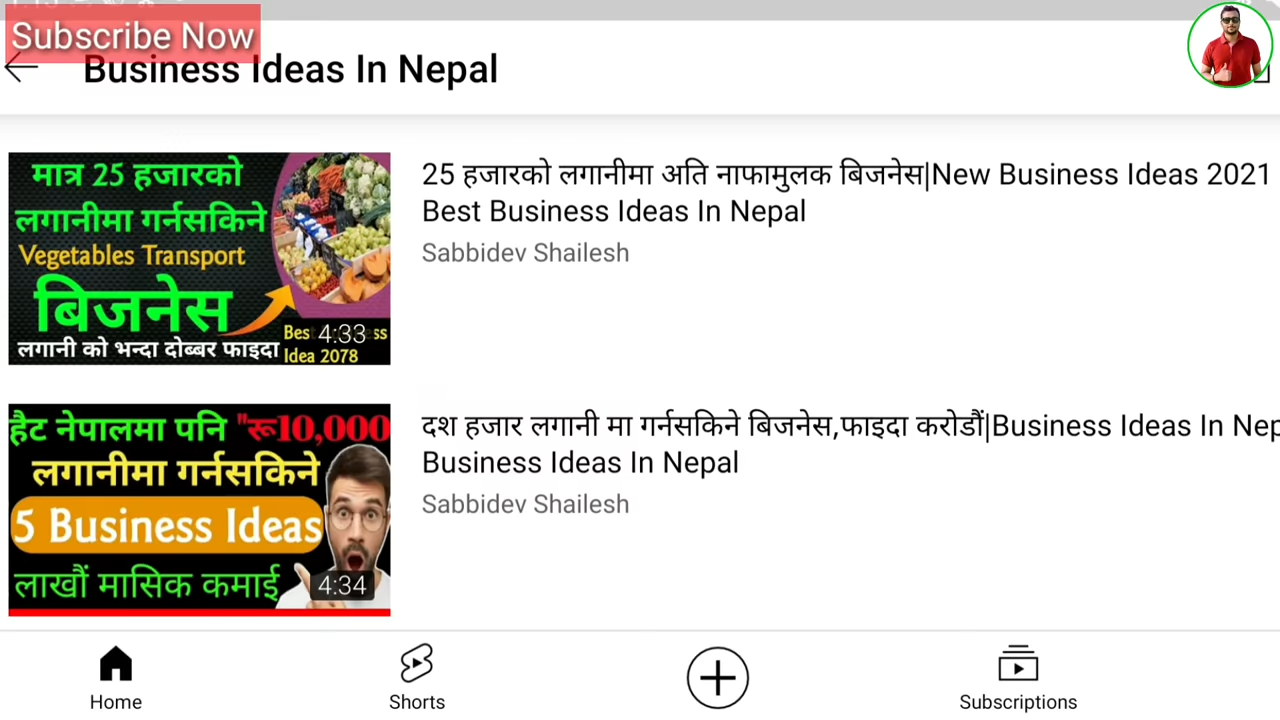 Subscribe Now
Business Ideas In Nepal
मात्र 25 हजारको
लगानीमा गर्नसकिने
Vegetables Transport
बिजनेस
लगानी को भन्दा दोब्बर फाइदा
Idea 2078
4:33
25 हजारको लगानीमा अति नाफामुलक बिजनेस|New Business Ideas 2021
Best Business Ideas In Nepal
Sabbidev Shailesh
हैट नेपालमा पनि "रू10,000
लगानीमा गर्नसकिने
5 Business Ideas
लाखौं मासिक कमाई
4:34
दश हजार लगानी मा गर्नसकिने बिजनेस,फाइदा करोडौं|Business Ideas In Nep
Business Ideas In Nepal
Sabbidev Shailesh
Home
Shorts
Subscriptions